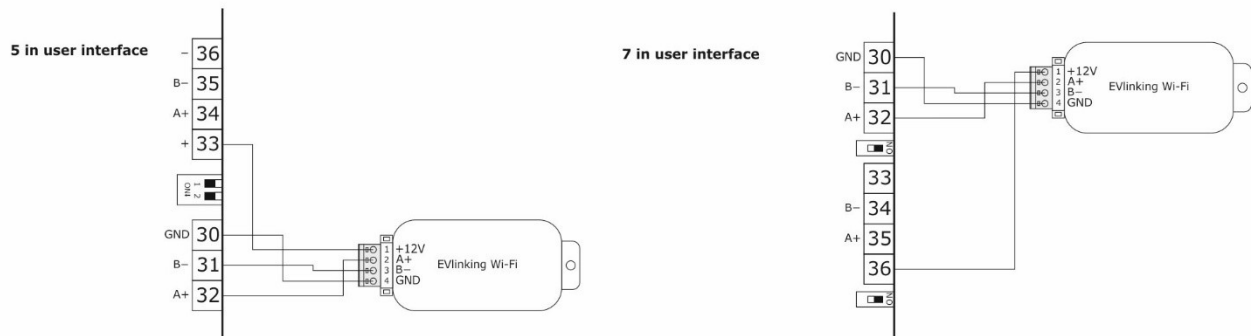 5 in user interface
- 36
B- 35
A+ 34
+ 33
1 2 ON
GND 30
B- 31
A+ 32
1 +12V
2 A+
3 B-
4 GND
EVlinking Wi-Fi
7 in user interface
GND 30
B- 31
A+ 32
ON
33
B- 34
A+ 35
36
ON
1 +12V
2 A+
3 B-
4 GND
EVlinking Wi-Fi